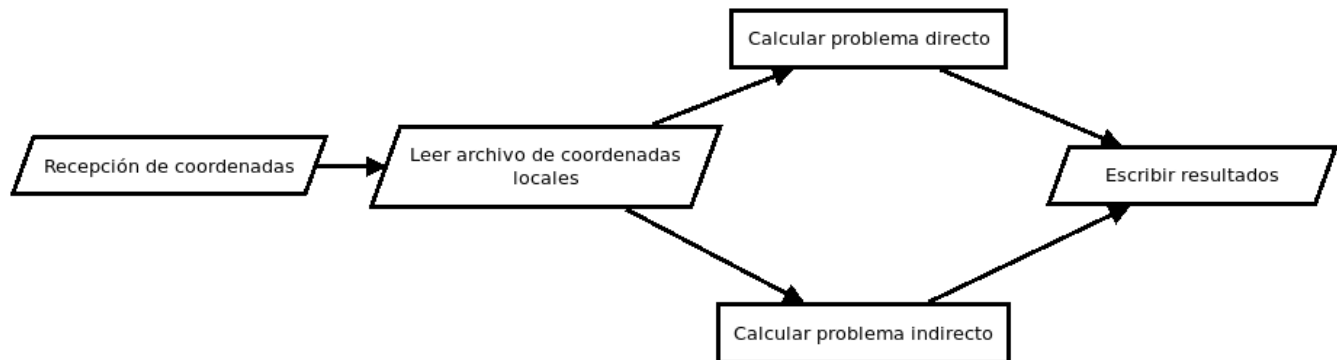 Calcular problema directo
Recepción de coordenadas
Leer archivo de coordenadas
locales
Escribir resultados
Calcular problema indirecto